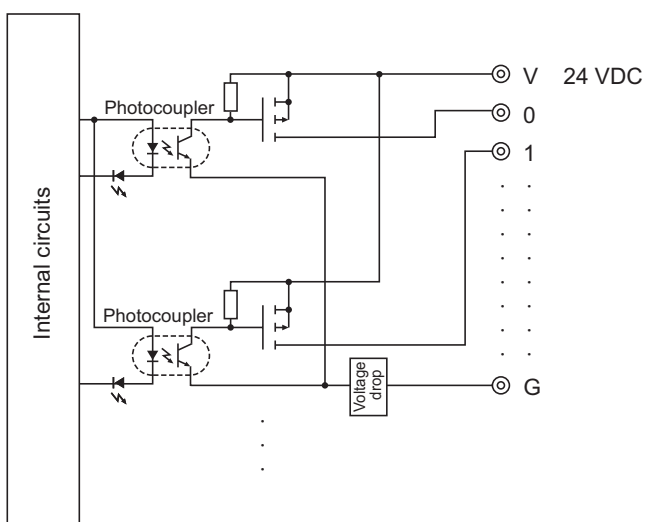 V 24 VDC
Photocoupler
0
1
Internal circuits
Photocoupler
Voltage
drop
G